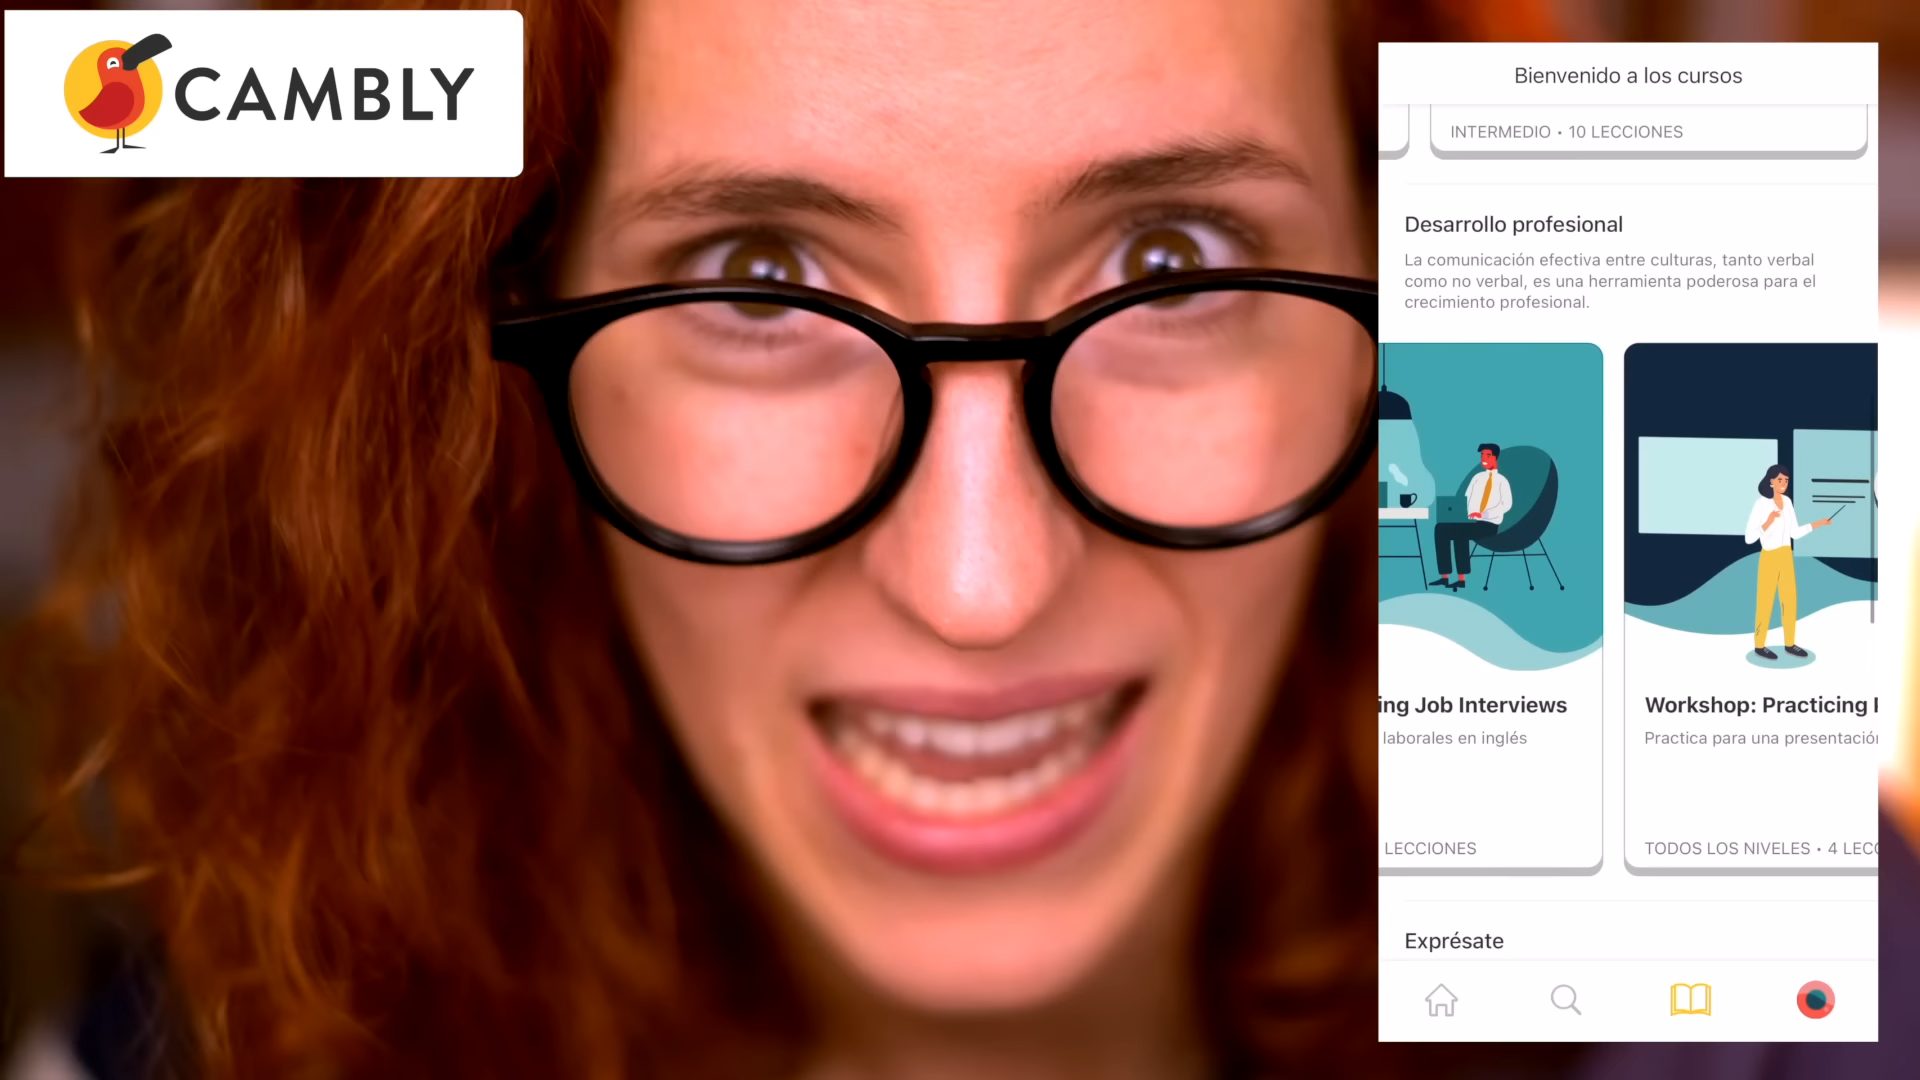 CAMBLY
Bienvenido a los cursos
INTERMEDIO • 10 LECCIONES
Desarrollo profesional
La comunicación efectiva entre culturas, tanto verbal
como no verbal, es una herramienta poderosa para el
crecimiento profesional.
ing Job Interviews
laborales en inglés
LECCIONES
Workshop: Practicing
Practica para una presentación
TODOS LOS NIVELES • 4 LECC
Exprésate